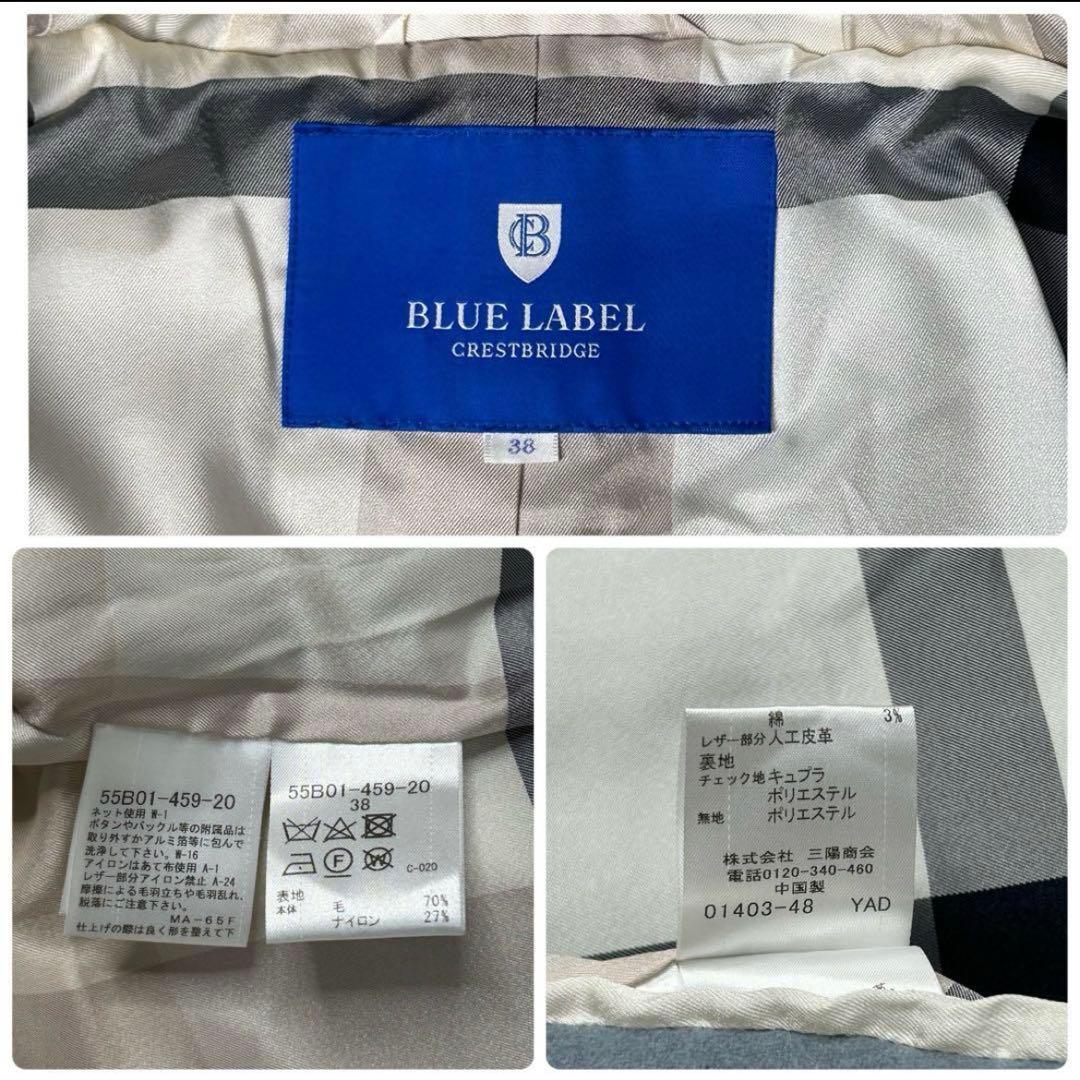 CB
BLUE LABEL
CRESTBRIDGE
38
55B01-459-20
ネット使用 W-1
ボタンやバックル等の附属品は
取り外すかアルミ箔等に包んで
洗浄して下さい。W-16
アイロンはあて布使用 A-1
レザー部分アイロン禁止 A-24
摩擦による毛羽立ちや毛羽乱れ、
脱落にご注意下さい。
MA-65F
仕上げの際は良く形を整えて下
55B01-459-20
38
C-020
表地
本体 毛 70%
ナイロン 27%
綿 3%
レザー部分 人工皮革
裏地
チェック地 キュプラ
ポリエステル
無地 ポリエステル
株式会社 三陽商会
電話0120-340-460
中国製
01403-48 YAD